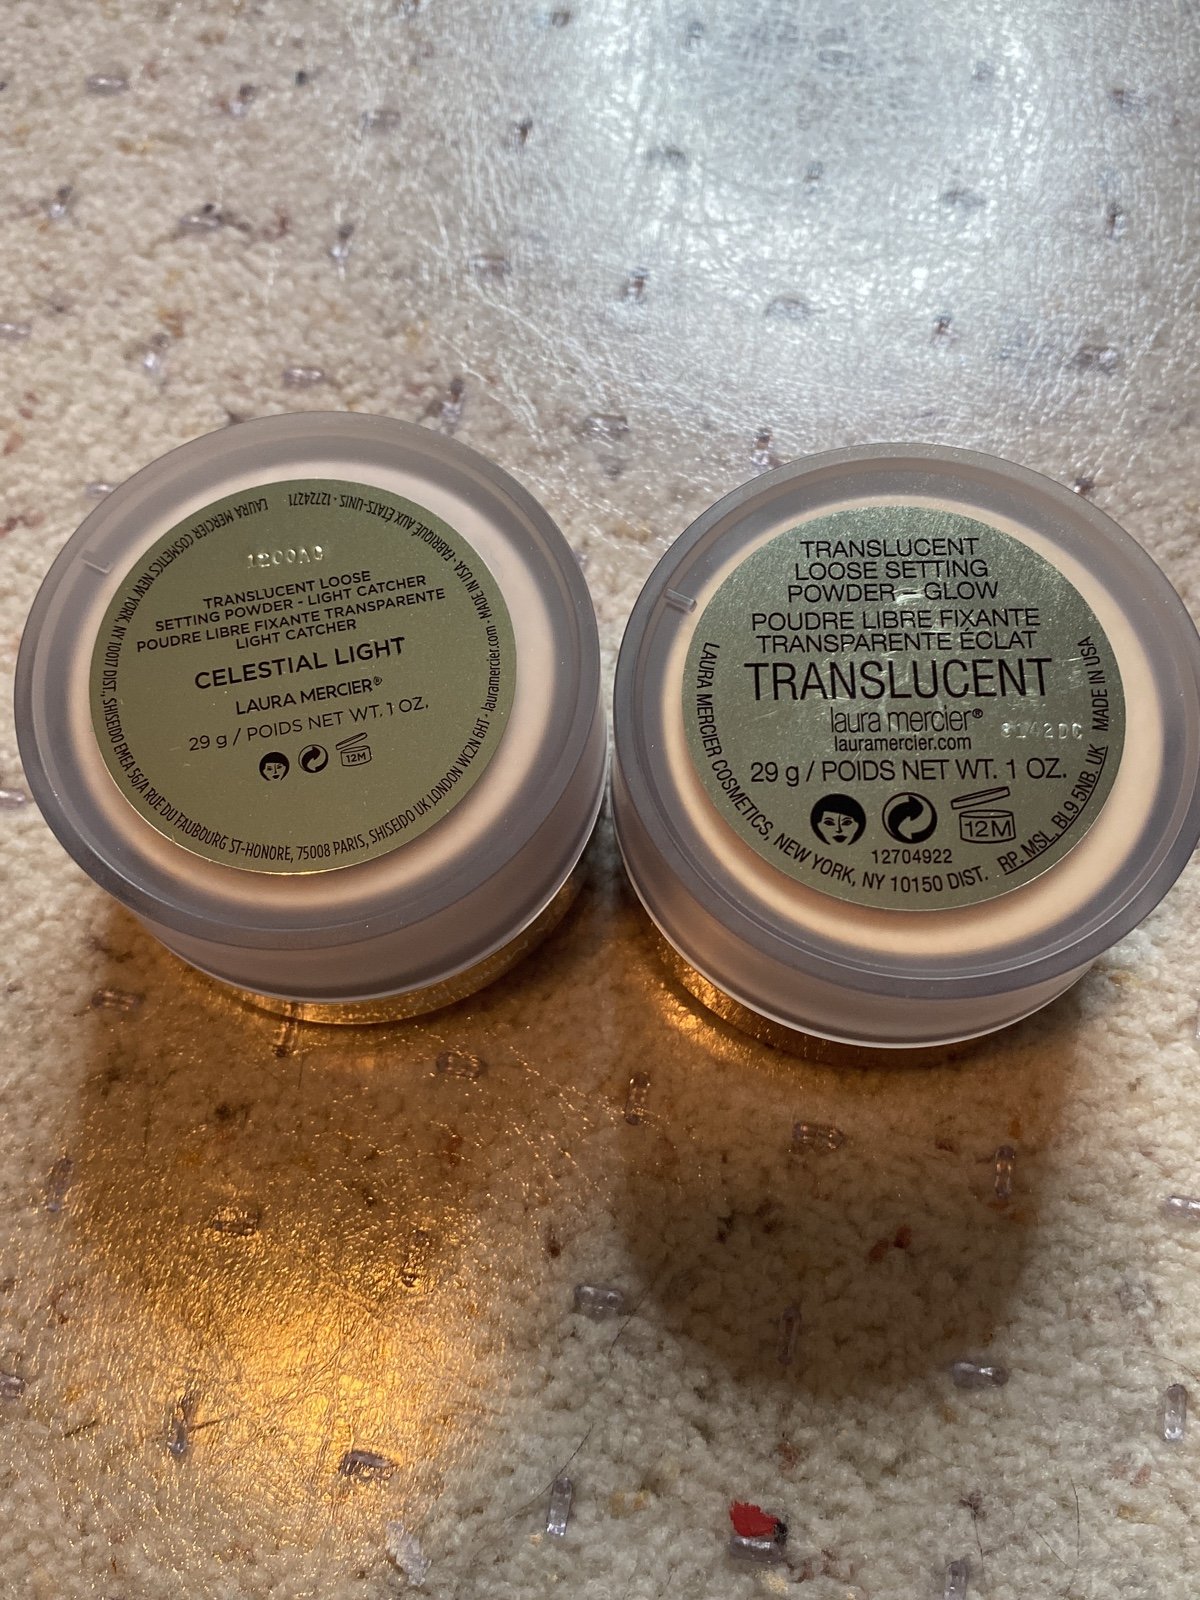 1200AC
TRANSLUCENT LOOSE
SETTING POWDER - LIGHT CATCHER
POUDRE LIBRE FIXANTE TRANSPARENTE
LIGHT CATCHER
CELESTIAL LIGHT
LAURA MERCIER®
29 g / POIDS NET WT. 1 OZ.
12M
LAURA MERCIER COSMETICS NEW YORK, NY 10017 DIST., SHISEIDO EMEA 56/A RUE DU FAUBOURG ST-HONORE, 75008 PARIS, SHISEIDO UK LONDON WC2N 6HT - lauramercier.com - MADE IN USA - FABRIQUÉ AUX ÉTATS-UNIS • 12724271
TRANSLUCENT
LOOSE SETTING
POWDER - GLOW
POUDRE LIBRE FIXANTE
TRANSPARENTE ÉCLAT
TRANSLUCENT
laura mercier®
lauramercier.com
29 g / POIDS NET WT. 1 OZ.
12M
12704922
LAURA MERCIER COSMETICS, NEW YORK, NY 10150 DIST. RP. MSL, BL9 5NB. UK MADE IN USA